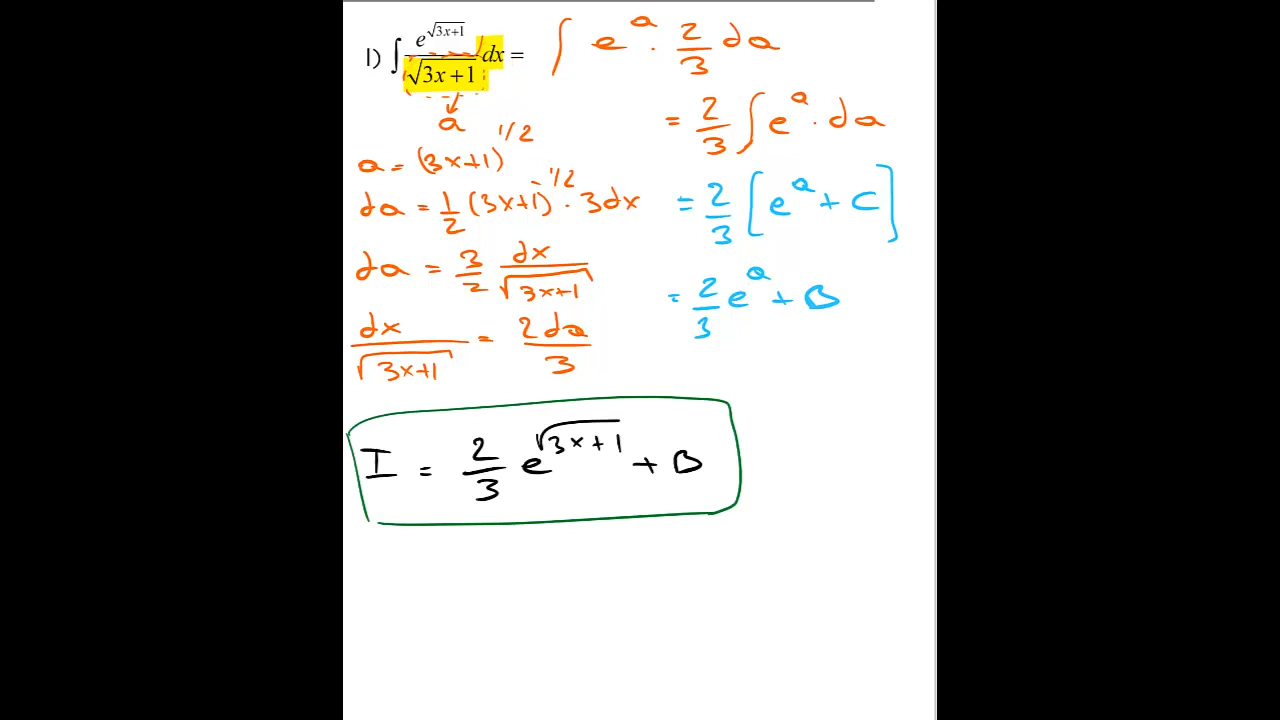 1) ∫ e^√(3x+1) / √(3x+1) dx = ∫ e^a · 2/3 da
a
= 2/3 ∫ e^a · da
a = (3x+1)^1/2
da = 1/2 (3x+1)^-1/2 · 3dx
= 2/3 [e^a + C]
da = 3/2 dx/√(3x+1)
= 2/3 e^a + B
dx/√(3x+1) = 2da/3
I = 2/3 e^√(3x+1) + B